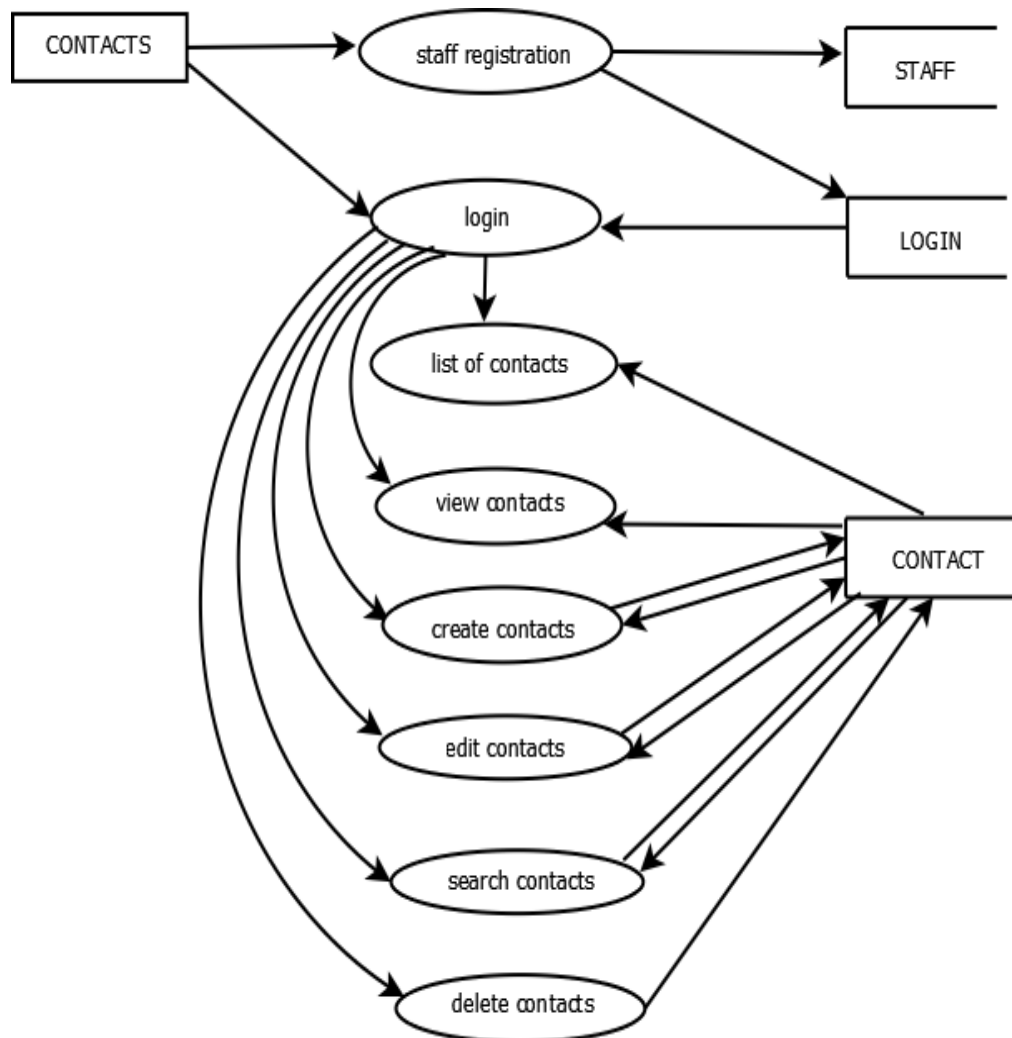 CONTACTS
staff registration
STAFF
login
LOGIN
list of contacts
view contacts
CONTACT
create contacts
edit contacts
search contacts
delete contacts